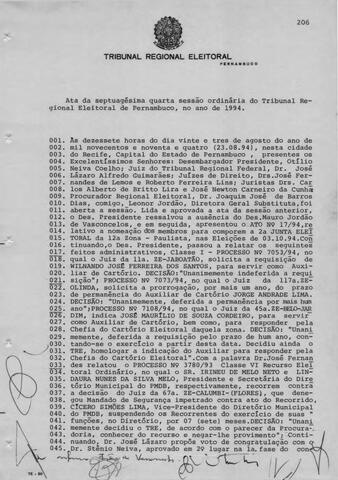 206
TRIBUNAL REGIONAL ELEITORAL
PERNAMBUCO
Ata da septuagésima quarta sessão ordinária do Tribunal Re-
gional Eleitoral de Pernambuco, no ano de 1994.
001. Às dezessete horas do dia vinte e três de agosto do ano de
002. mil novecentos e noventa e quatro (23.08.94), nesta cidade
003. do Recife, Capital do Estado de Pernambuco, presentes os
004. Excelentíssimos Senhores: Desembargador Presidente, Otílio
005. Neiva Coelho; Juiz do Tribunal Regional Federal, Dr. José
006. Lázaro Alfredo Guimarães; Juízes de Direito, Drs.José Fer-
007. nandes de Lemos e Roberto Ferreira Lins; Juristas Drs. Car
008. los Alberto de Britto Lira e José Newton Carneiro da Cunha
009. Procurador Regional Eleitoral, Dr. Joaquim José de Barros
010. Dias, comigo, Leonor Jordão, Diretora Geral Substituta, foi
011. aberta a sessão. Lida e aprovada a ata da sessão anterior,
012. o Des. Presidente ressalvou a ausência do Des.Mauro Jordão
013. de Vasconcelos, e em seguida, apresentou o ATO Nº 17/94,re
014. lativo a nomeação dos membros para comporem a 2a JUNTA ELEI
015. TORAL da 12a Zona - Paulista, nas Eleições de 03.10.94.Con
016. tinuando,o Des. Presidente, passou a relatar os seguintes
017. feitos administrativos, Classe I - PROCESSO Nº 7053/94 no
018. qual o Juiz da 11a. ZE-JABOATÃO, solicita a requisição de
019. WILNANDO JOSÉ FERREIRA DOS SANTOS, para servir como Auxi-
020. liar de Cartório. DECISÃO:"Unanimemente indeferida a requi
021. sição"; PROCESSO Nº 7073/94, no qual o Juiz da 117a.ZE-
022. OLINDA, solicita a prorrogação, por mais um ano, do prazo
023. de permanência do Auxiliar de Cartório JORGE ANDRADE LIMA.
024. DECISÃO: "Unanimemente, deferida a permanência por mais hum
025. ano";PROCESSO Nº 7108/94, no qual o Juiz da 45a.ZE-BELO-JAR
026. DIM, indica JOSÉ MAURÍLIO DE SOUZA CORDEIRO, para servir
027. como Auxiliar de Cartório, bem como, para responder pela
028. Chefia do Cartório Eleitoral daquela zona. DECISÃO: "Unani
029. memente, deferida a requisição pelo prazo de hum ano, con-
030. tando-se o exercício a partir desta data. Decidiu ainda o
031. TRE, homologar a indicação do Auxiliar para responder pela
032. Chefia do Cartório Eleitoral".Com a palavra o Dr.José Fernan
033. des relatou o PROCESSO Nº 3780/93 Classe VI Recurso Elei
034. toral Ordinário, no qual o SR. IRINEU DE MELO NETO e LIN-
035. DAURA NUNES DA SILVA MELO, Presidente e Secretária do Dire
036. tório Municipal do PMDB, respectivamente, recorrem contra
037. a decisão do Juiz da 67a. ZE-CALUMBI-(FLORES), que dene-
038. gou Mandado de Segurança impetrado contra ato do Recorrido,
039. CÍCERO SIMÕES LIMA, Vice-Presidente do Diretório Municipal
040. do PMDB, suspendendo os Recorrentes do exercício de suas
041. funções, no Diretório, por 07 (sete) meses.DECISÃO: "Unani
042. memente decidiu o TRE, de acordo com o parecer da Procura-
043. doria, conhecer do recurso e negar-lhe provimento"; Conti-
044. nuando, Dr. José Lázaro propôs voto de congratulação com o
045. Dr. Stênio Neiva, aprovado em 2º lugar na 1a. fase do conc
TE - 80